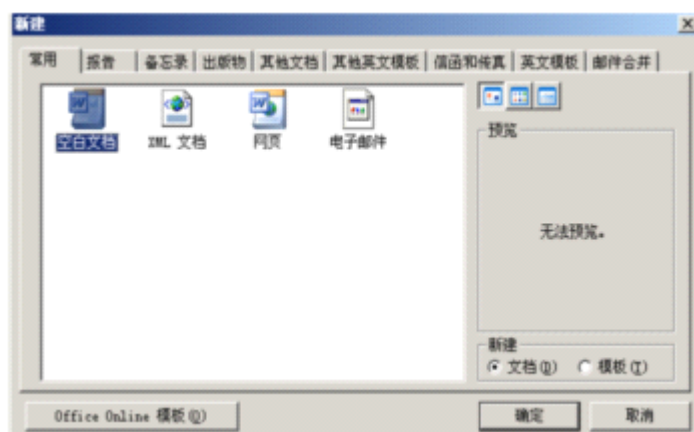 新建
常用 报告 备忘录 出版物 其他文档 其他英文模板 信函和传真 英文模板 邮件合并
空白文档 XML 文档 网页 电子邮件
预览
无法预览。
新建
文档(D) 模板(T)
Office Online 模板(O) 确定 取消